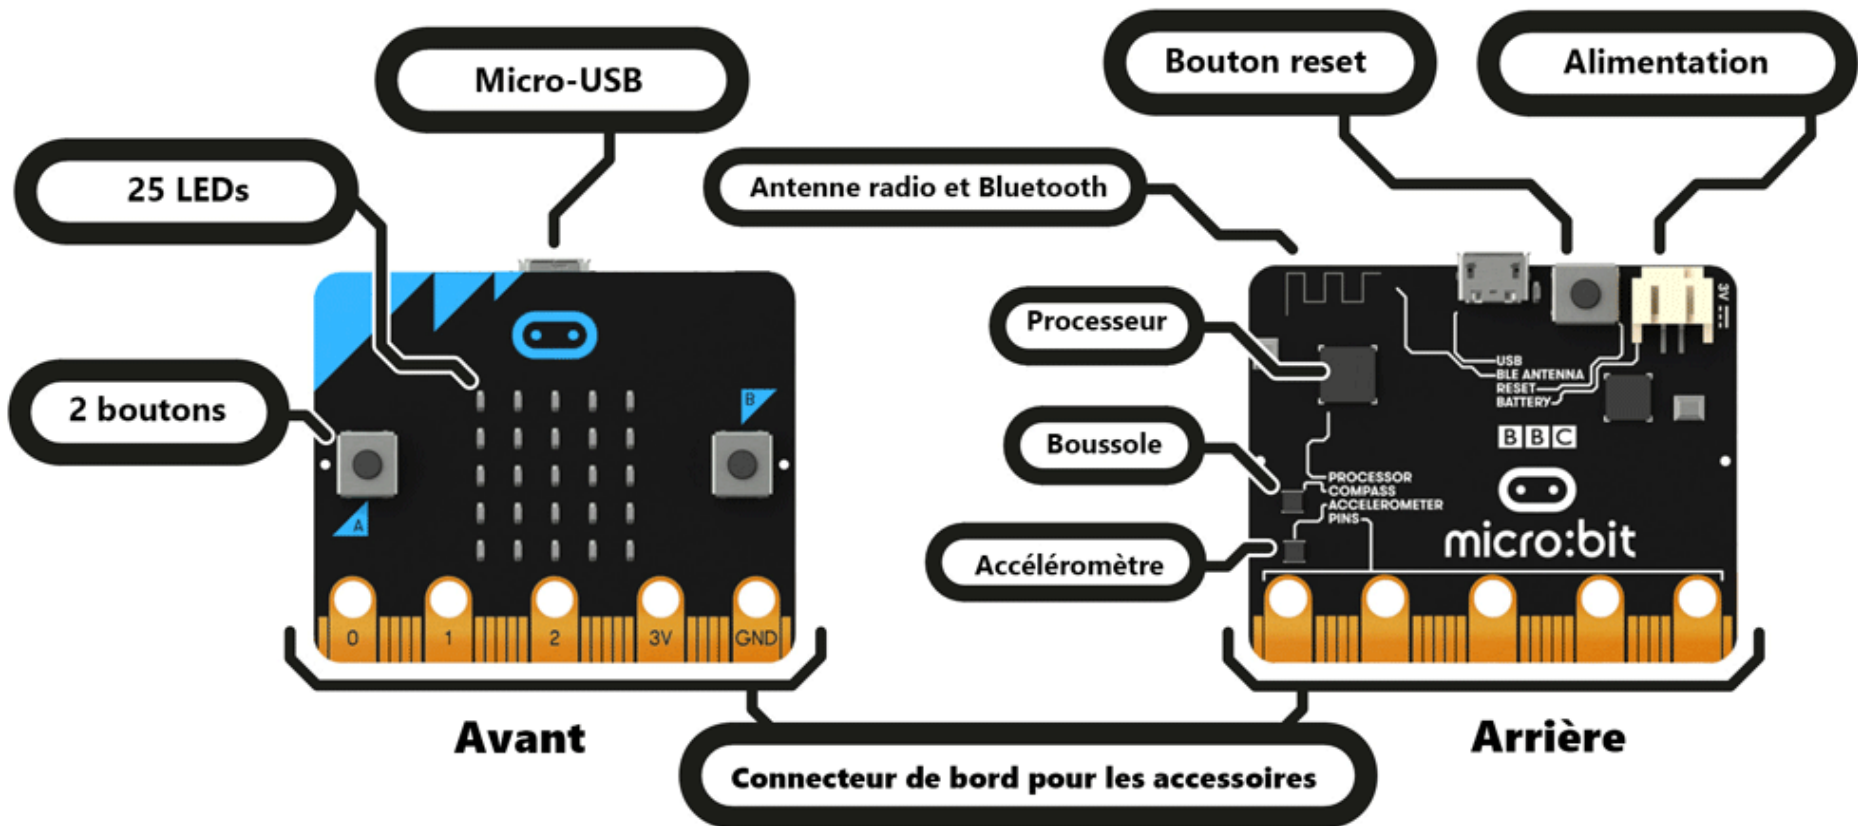 Micro-USB
Bouton reset
Alimentation
25 LEDs
Antenne radio et Bluetooth
Processeur
2 boutons
Boussole
Accéléromètre
B
A
0
1
2
3V
GND
3V
USB
BLE ANTENNA
RESET
BATTERY
BBC
PROCESSOR
COMPASS
ACCELEROMETER
PINS
micro:bit
Avant
Arrière
Connecteur de bord pour les accessoires